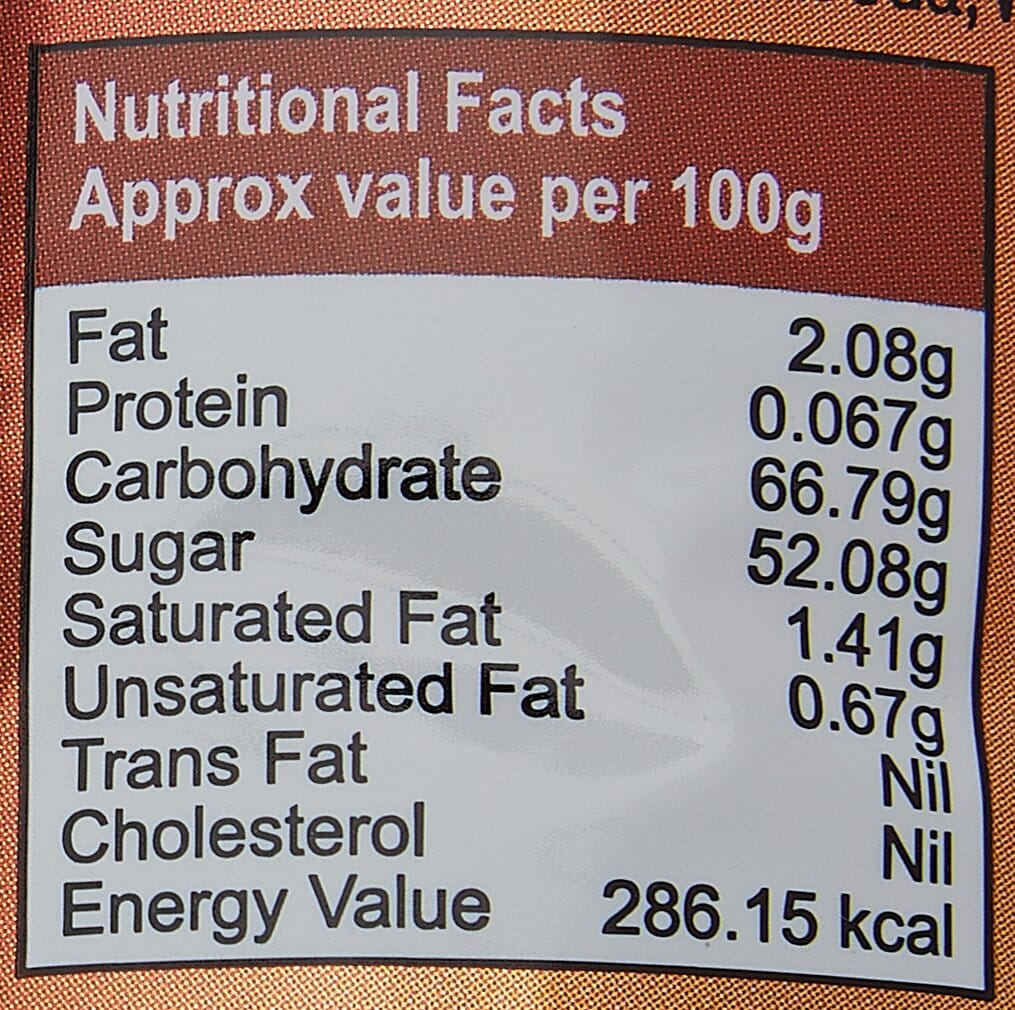 Nutritional Facts
Approx value per 100g
Fat 2.08g
Protein 0.067g
Carbohydrate 66.79g
Sugar 52.08g
Saturated Fat 1.41g
Unsaturated Fat 0.67g
Trans Fat Nil
Cholesterol Nil
Energy Value 286.15 kcal